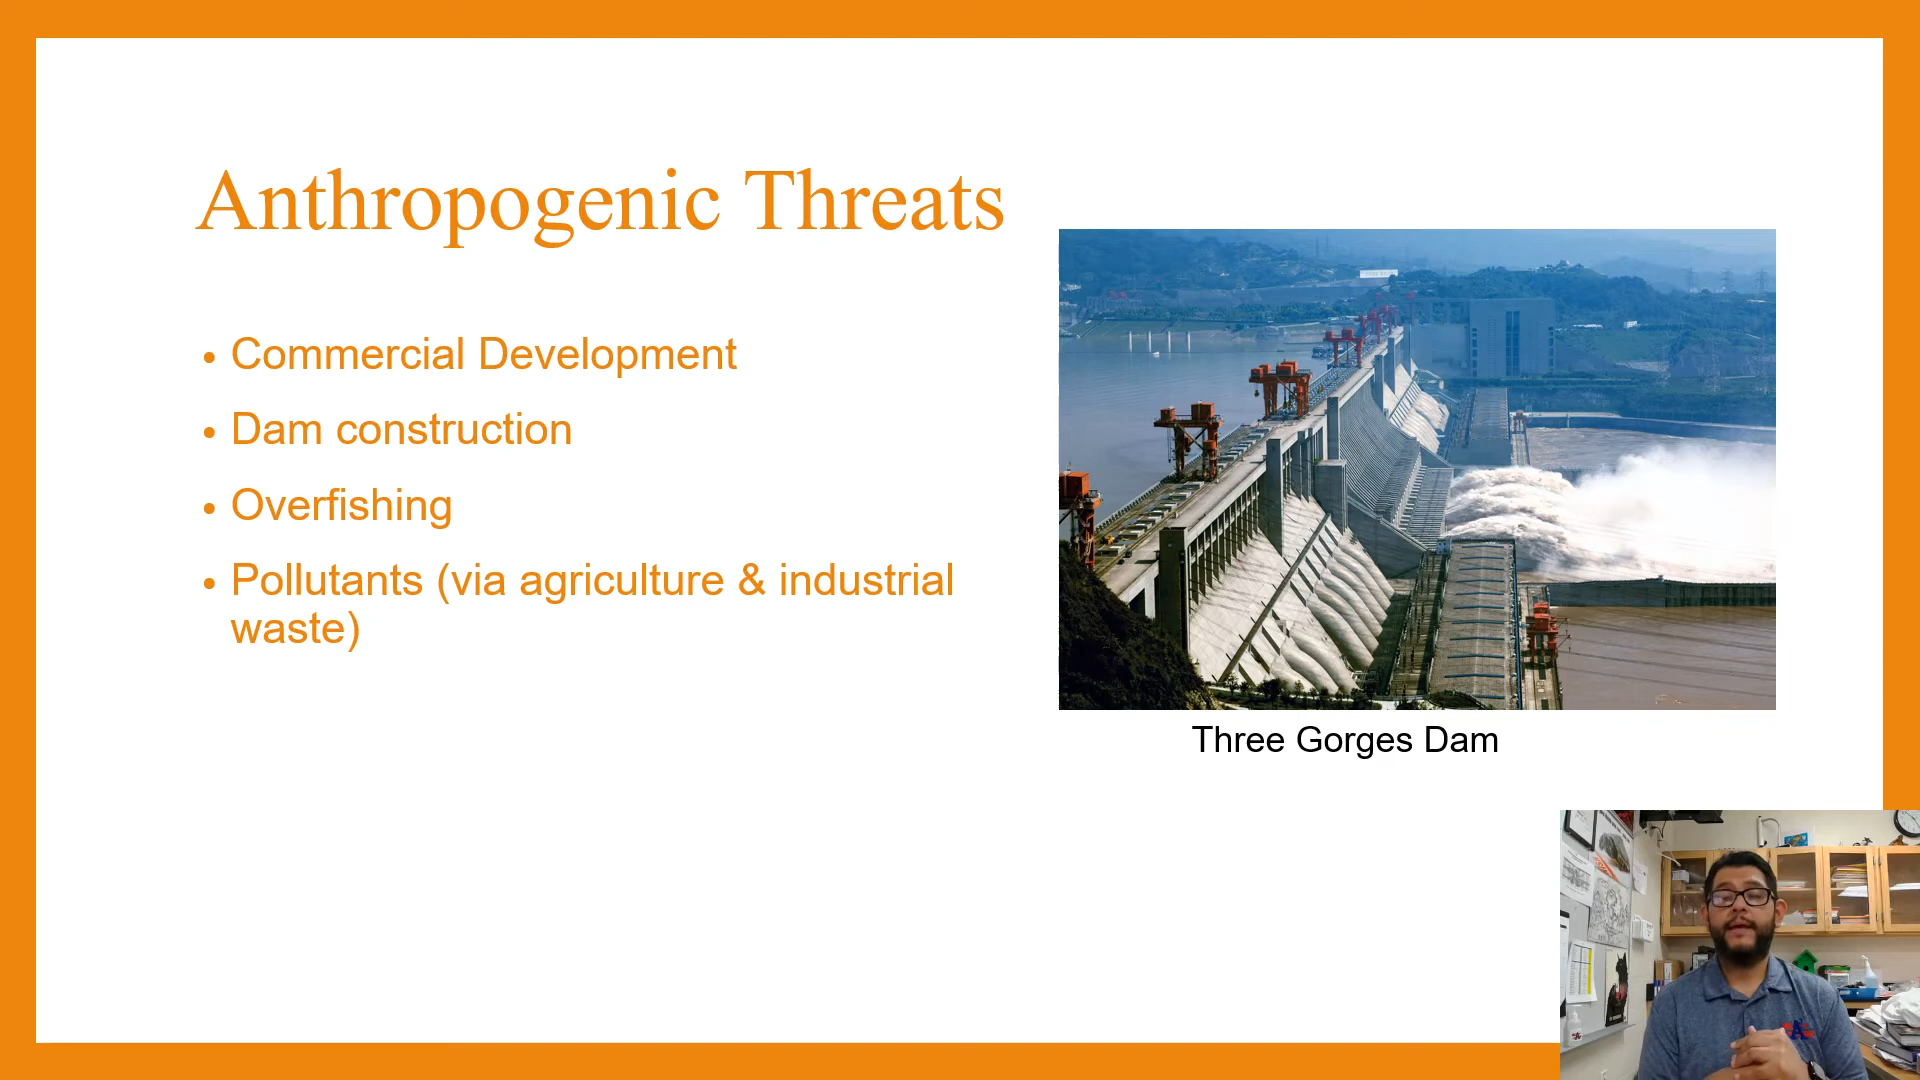 Anthropogenic Threats
• Commercial Development
• Dam construction
• Overfishing
• Pollutants (via agriculture & industrial
waste)
Three Gorges Dam
A